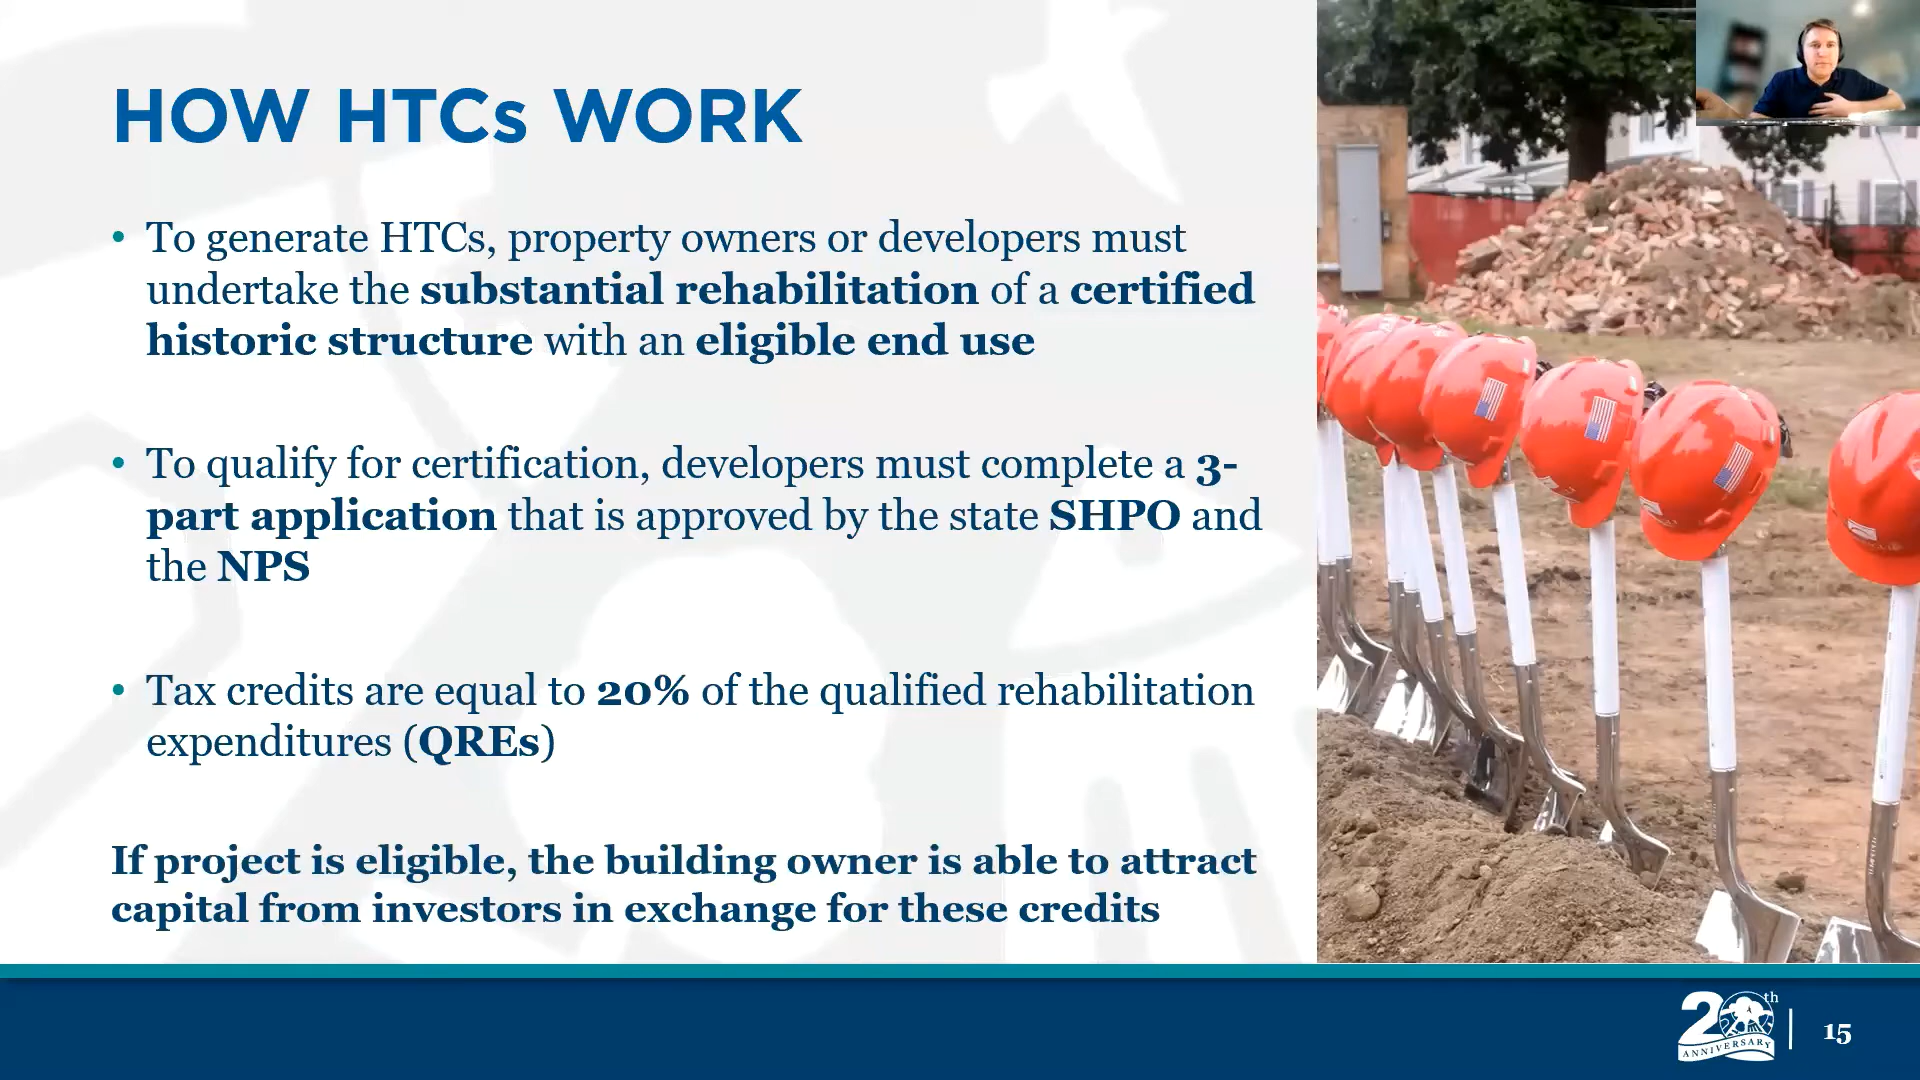 HOW HTCs WORK
• To generate HTCs, property owners or developers must
undertake the substantial rehabilitation of a certified
historic structure with an eligible end use
• To qualify for certification, developers must complete a 3-
part application that is approved by the state SHPO and
the NPS
• Tax credits are equal to 20% of the qualified rehabilitation
expenditures (QREs)
If project is eligible, the building owner is able to attract
capital from investors in exchange for these credits
20th
ANNIVERSARY
15